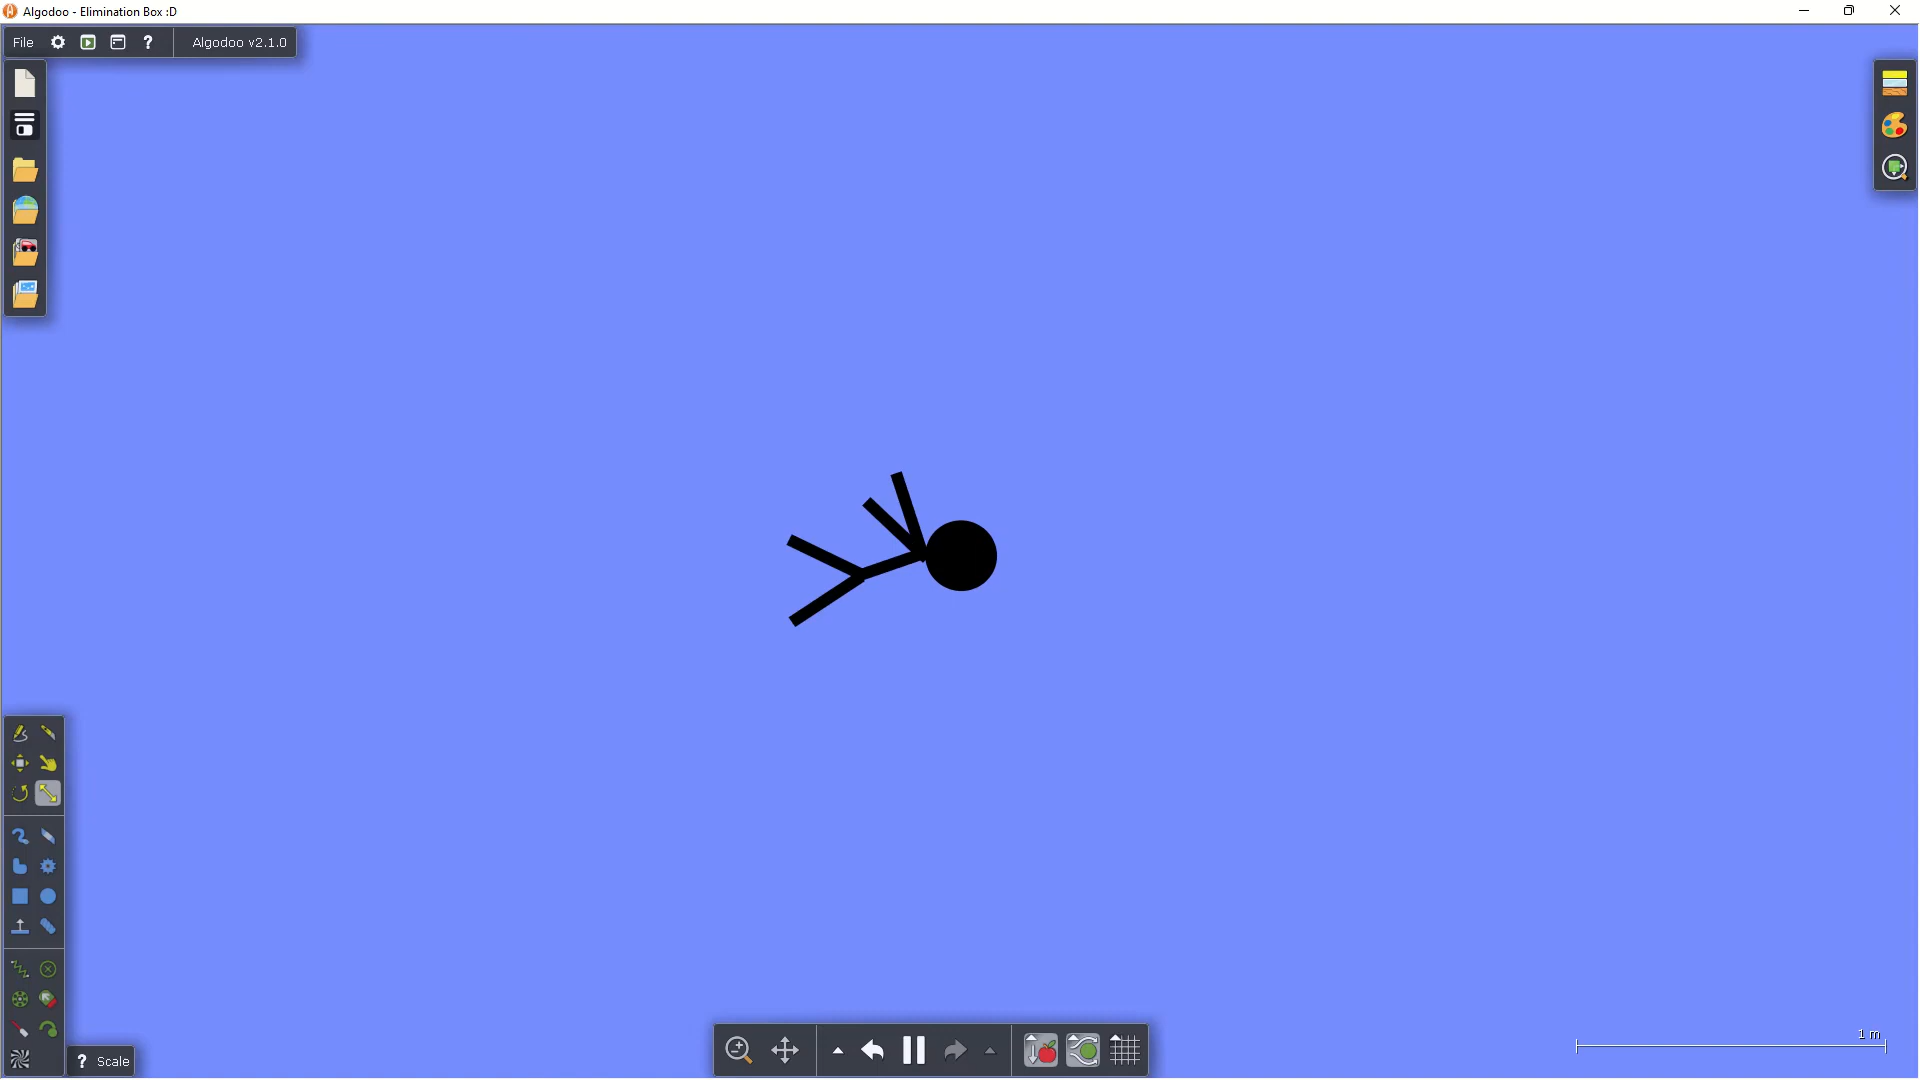 Algodoo - Elimination Box :D
File ? Algodoo v2.1.0
1 m
? Scale